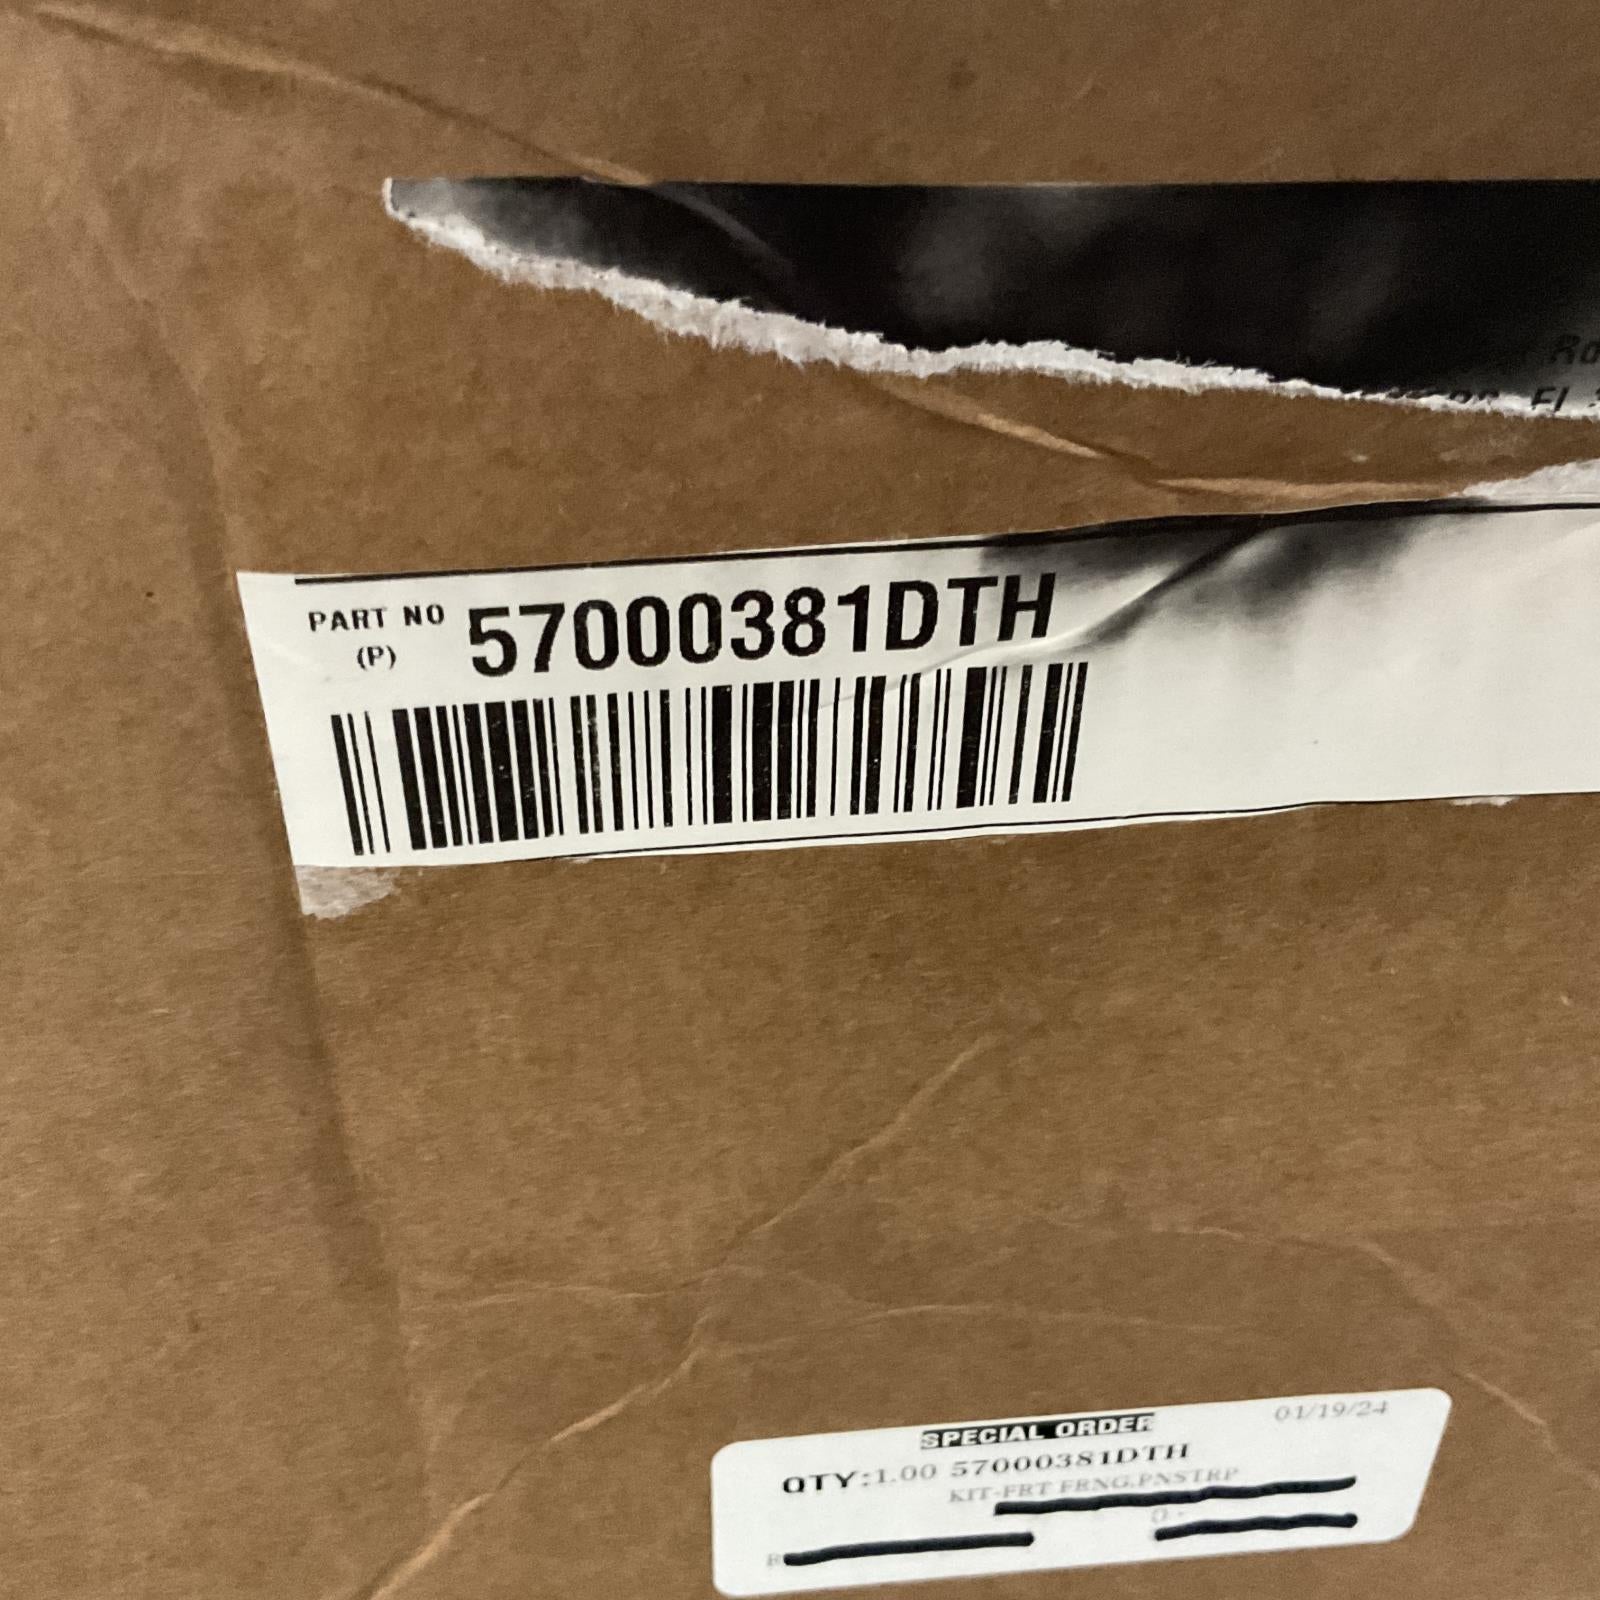 PART NO 57000381DTH
(P)
SPECIAL ORDER 01/19/24
QTY:1.00 57000381DTH
KIT-FRT FRNG,PNSTRP